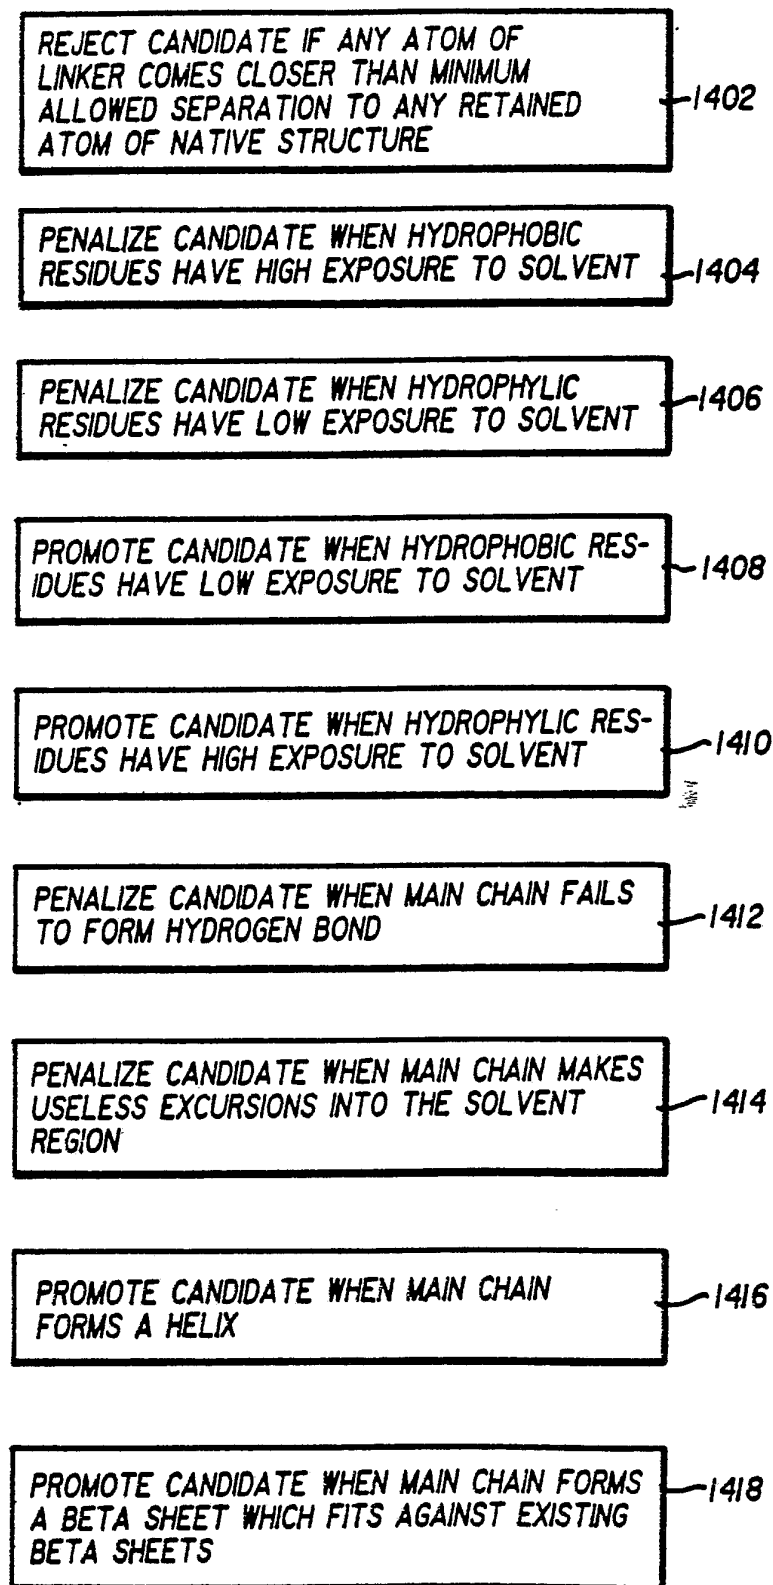 REJECT CANDIDATE IF ANY ATOM OF
LINKER COMES CLOSER THAN MINIMUM
ALLOWED SEPARATION TO ANY RETAINED
ATOM OF NATIVE STRUCTURE
1402
PENALIZE CANDIDATE WHEN HYDROPHOBIC
RESIDUES HAVE HIGH EXPOSURE TO SOLVENT
1404
PENALIZE CANDIDATE WHEN HYDROPHYLIC
RESIDUES HAVE LOW EXPOSURE TO SOLVENT
1406
PROMOTE CANDIDATE WHEN HYDROPHOBIC RES-
IDUES HAVE LOW EXPOSURE TO SOLVENT
1408
PROMOTE CANDIDATE WHEN HYDROPHYLIC RES-
IDUES HAVE HIGH EXPOSURE TO SOLVENT
1410
PENALIZE CANDIDATE WHEN MAIN CHAIN FAILS
TO FORM HYDROGEN BOND
1412
PENALIZE CANDIDATE WHEN MAIN CHAIN MAKES
USELESS EXCURSIONS INTO THE SOLVENT
REGION
1414
PROMOTE CANDIDATE WHEN MAIN CHAIN
FORMS A HELIX
1416
PROMOTE CANDIDATE WHEN MAIN CHAIN FORMS
A BETA SHEET WHICH FITS AGAINST EXISTING
BETA SHEETS
1418